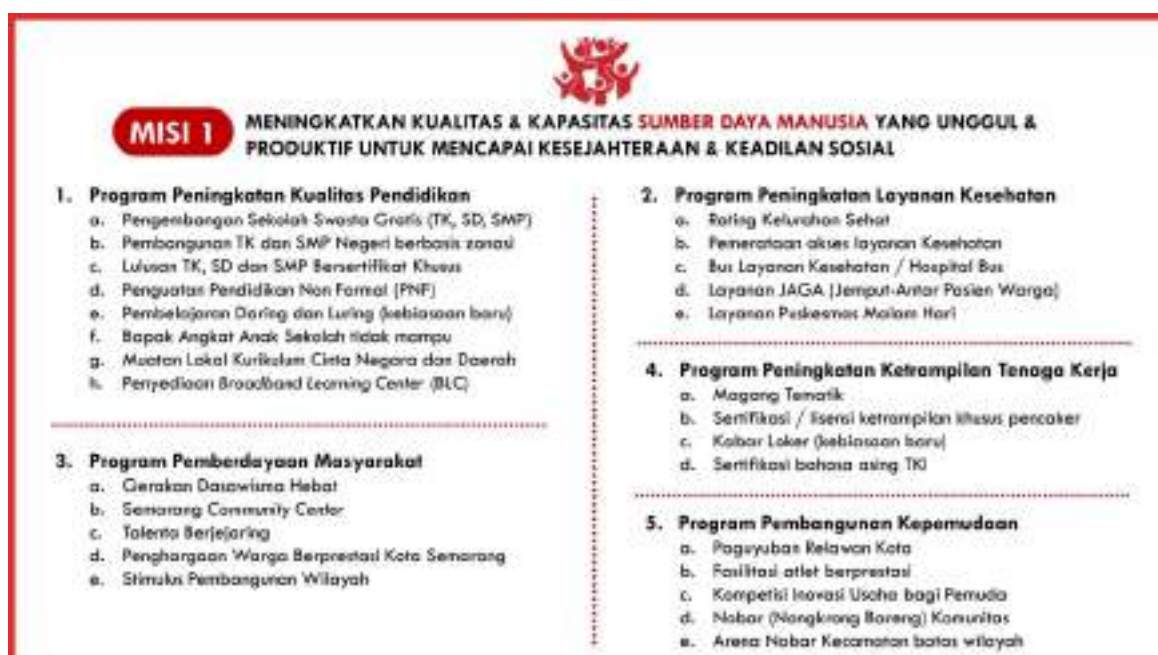 MISI 1
MENINGKATKAN KUALITAS & KAPASITAS SUMBER DAYA MANUSIA YANG UNGGUL &
PRODUKTIF UNTUK MENCAPAI KESEJAHTERAAN & KEADILAN SOSIAL
1. Program Peningkatan Kualitas Pendidikan
a. Pengembangan Sekolah Swasta Gratis (TK, SD, SMP)
b. Pembangunan TK dan SMP Negeri berbasis zonasi
c. Lulusan TK, SD dan SMP Bersertifikat Khusus
d. Penguatan Pendidikan Non Formal (PNF)
e. Pembelajaran Daring dan Luring (kebiasaan baru)
f. Bapak Angkat Anak Sekolah tidak mampu
g. Muatan Lokal Kurikulum Cinta Negara dan Daerah
h. Penyediaan Broadband Learning Center (BLC)
3. Program Pemberdayaan Masyarakat
a. Gerakan Dasawisma Hebat
b. Semarang Community Center
c. Talenta Berjejaring
d. Penghargaan Warga Berprestasi Kota Semarang
e. Stimulus Pembangunan Wilayah
2. Program Peningkatan Layanan Kesehatan
a. Rating Kelurahan Sehat
b. Pemerataan akses layanan Kesehatan
c. Bus Layanan Kesehatan / Hospital Bus
d. Layanan JAGA (Jemput-Antar Pasien Warga)
e. Layanan Puskesmas Malam Hari
4. Program Peningkatan Ketrampilan Tenaga Kerja
a. Magang Tematik
b. Sertifikasi / lisensi ketrampilan khusus pencaker
c. Kabar Loker (kebiasaan baru)
d. Sertifikasi bahasa asing TKI
5. Program Pembangunan Kepemudaan
a. Paguyuban Relawan Kota
b. Fasilitasi atlet berprestasi
c. Kompetisi Inovasi Usaha bagi Pemuda
d. Nobar (Nongkrong Bareng) Komunitas
e. Arena Nobar Kecamatan batas wilayah